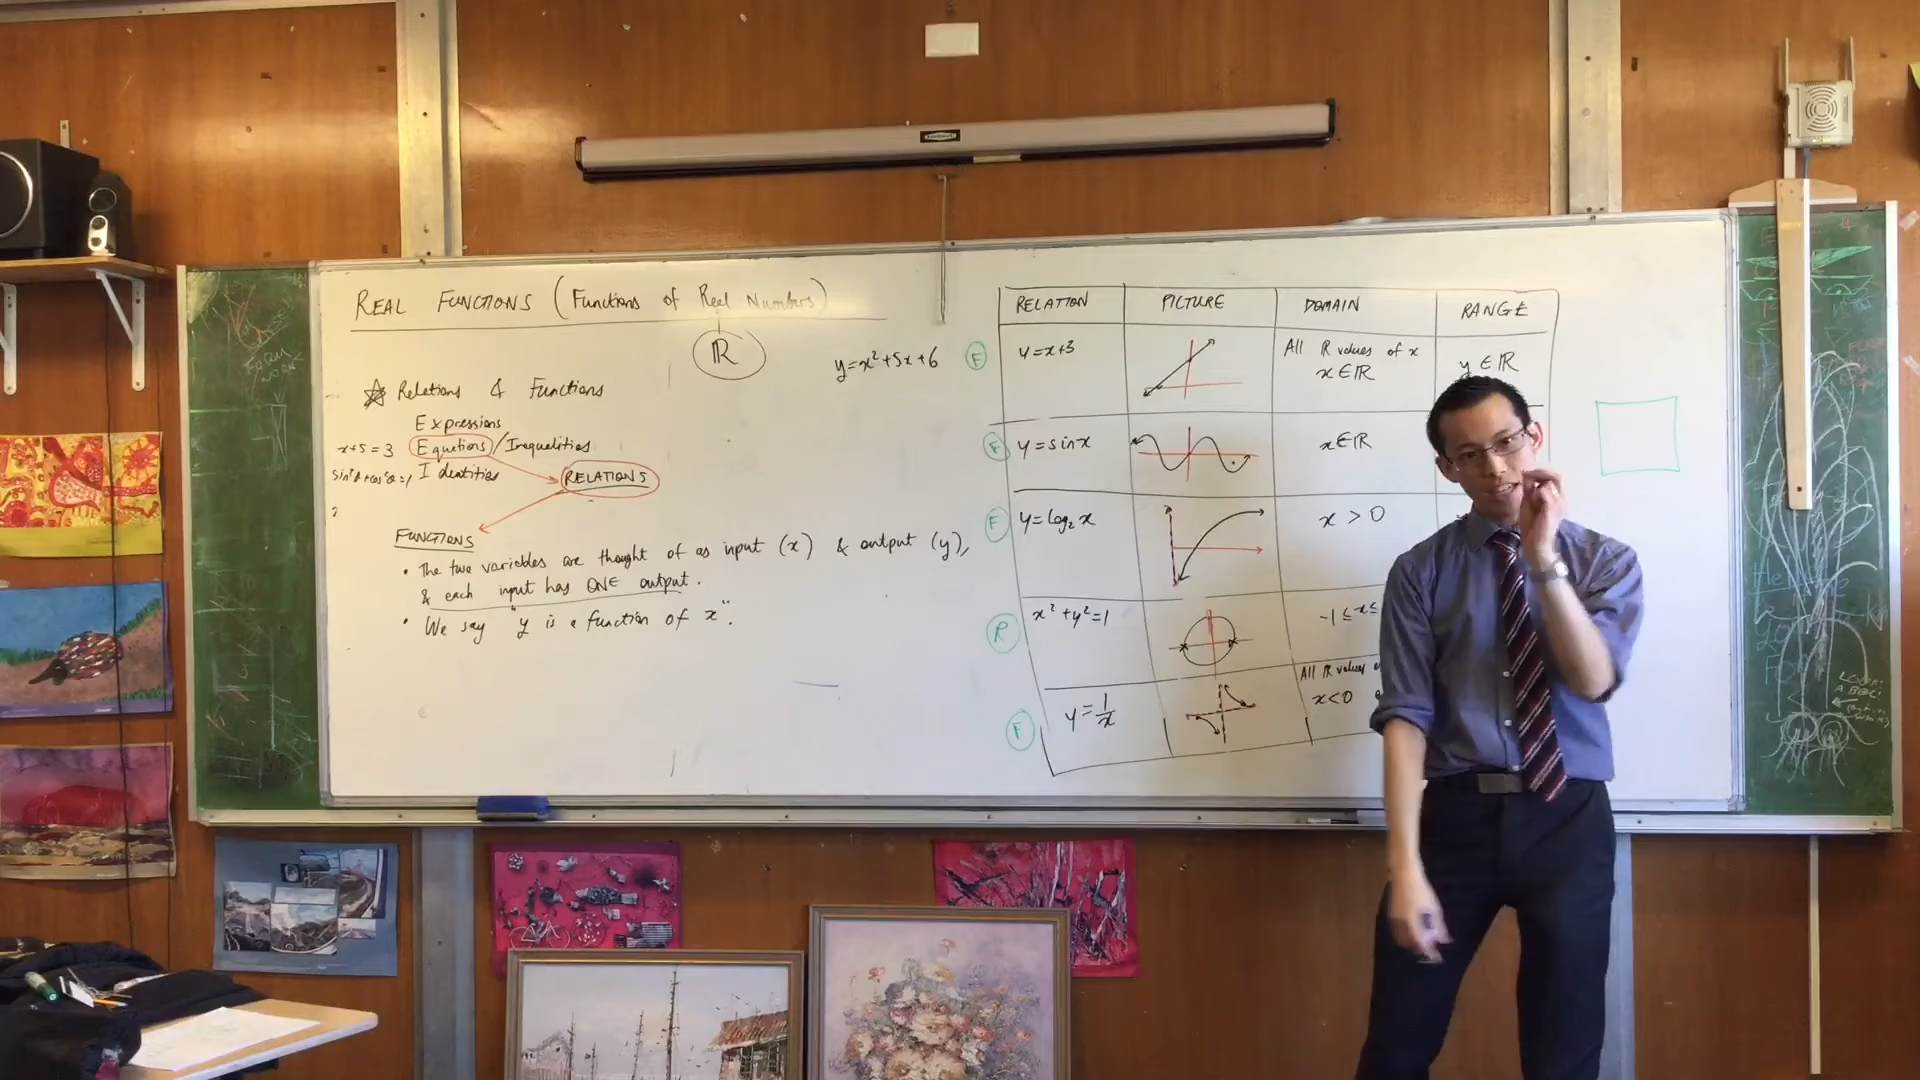 REAL FUNCTIONS (Functions of Real Numbers)
ℝ
y=x²+5x+6
Relations & Functions
Expressions
x+5=3 Equations/Inequalities
sin²θ+cos²θ=1 Identities
RELATIONS
FUNCTIONS
• The two variables are thought of as input (x) & output (y),
& each input has ONE output.
• We say "y is a function of x".
RELATION PICTURE DOMAIN RANGE
F y=x+3 All ℝ values of x
x∈ℝ y∈ℝ
F y=sinx x∈ℝ
F y=log₂x x>0
R x²+y²=1 -1≤x≤
F y=1/x All ℝ values
x<0